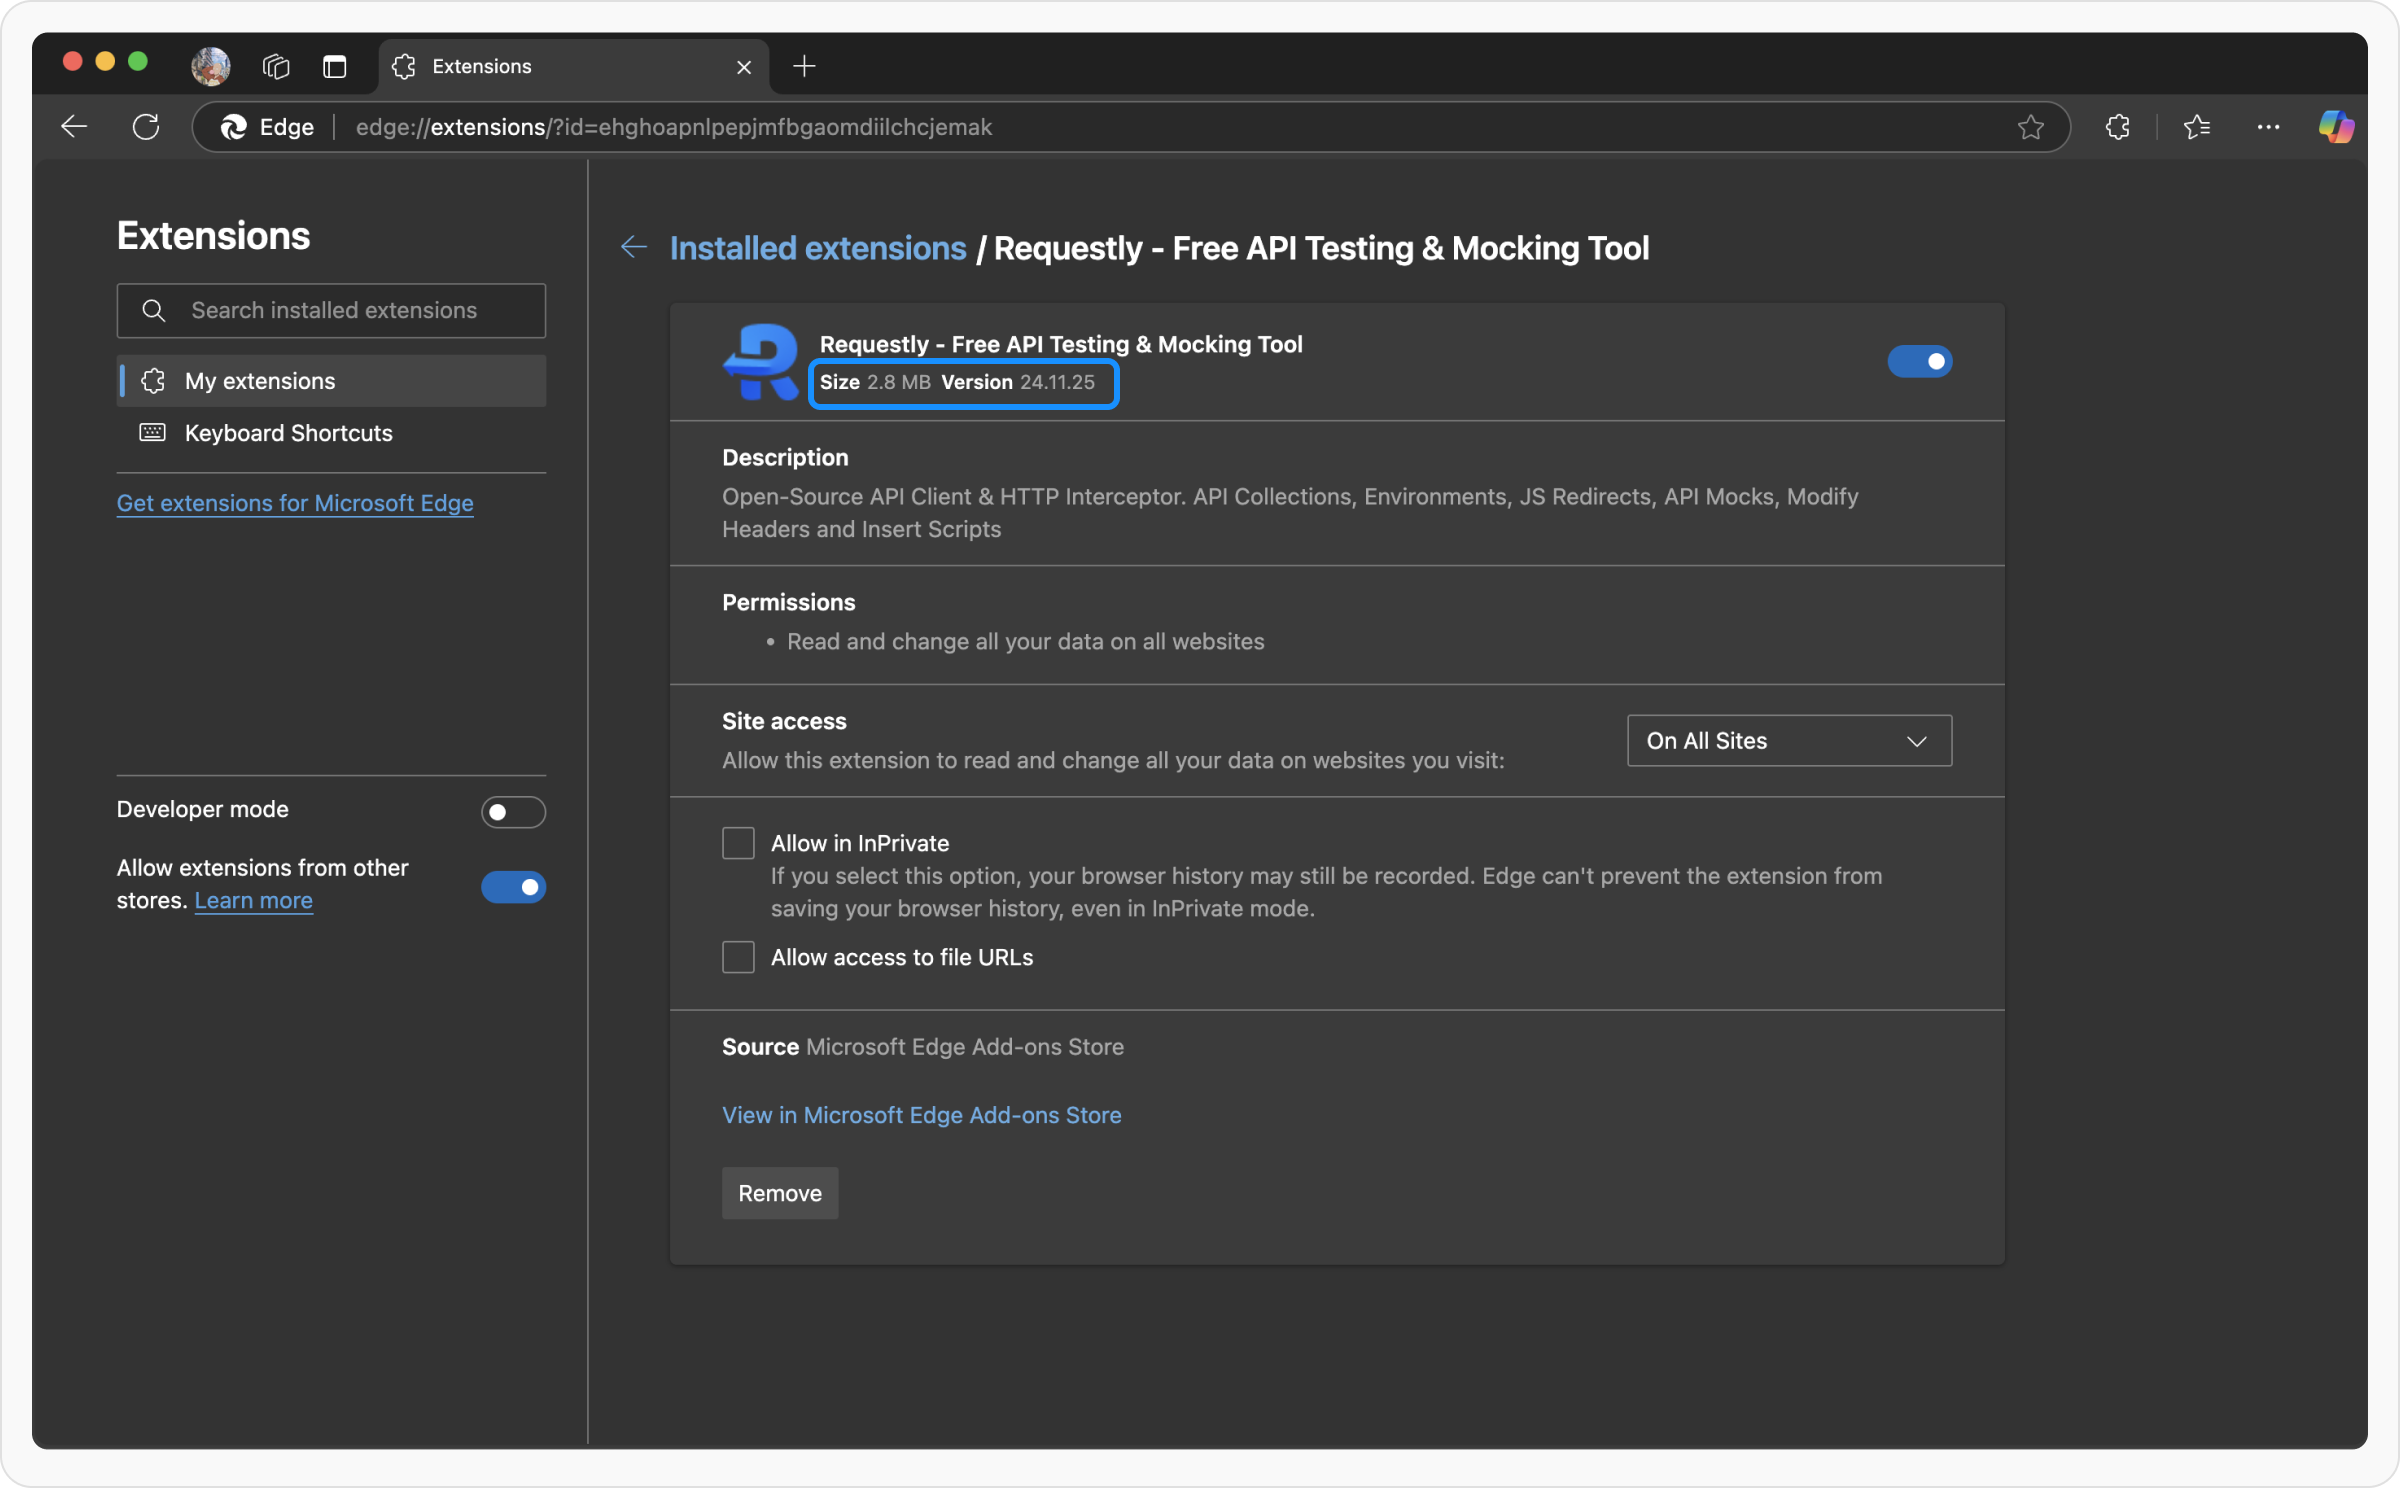 Extensions
Edge
edge://extensions/?id=ehghoapnlpepjmfbgaomdiilchcjemak
Extensions
Search installed extensions
My extensions
Keyboard Shortcuts
Get extensions for Microsoft Edge
Developer mode
Allow extensions from other
stores. Learn more
Installed extensions / Requestly - Free API Testing & Mocking Tool
Requestly - Free API Testing & Mocking Tool
Size 2.8 MB Version 24.11.25
Description
Open-Source API Client & HTTP Interceptor. API Collections, Environments, JS Redirects, API Mocks, Modify
Headers and Insert Scripts
Permissions
• Read and change all your data on all websites
Site access
Allow this extension to read and change all your data on websites you visit:
On All Sites
Allow in InPrivate
If you select this option, your browser history may still be recorded. Edge can't prevent the extension from
saving your browser history, even in InPrivate mode.
Allow access to file URLs
Source Microsoft Edge Add-ons Store
View in Microsoft Edge Add-ons Store
Remove